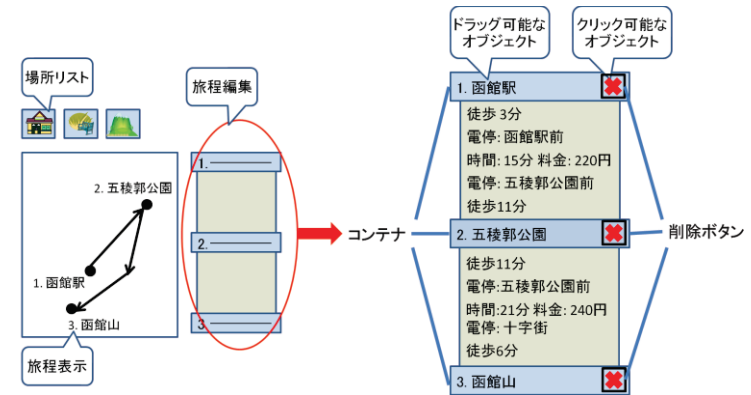 場所リスト
旅程編集
2. 五稜郭公園
1. 函館駅
3. 函館山
旅程表示
1.
2.
3.
コンテナ
ドラッグ可能な
オブジェクト
クリック可能な
オブジェクト
1. 函館駅
徒歩 3分
電停: 函館駅前
時間: 15分 料金: 220円
電停: 五稜郭公園前
徒歩11分
2. 五稜郭公園
徒歩11分
電停:五稜郭公園前
時間:21分 料金: 240円
電停: 十字街
徒歩6分
3. 函館山
削除ボタン